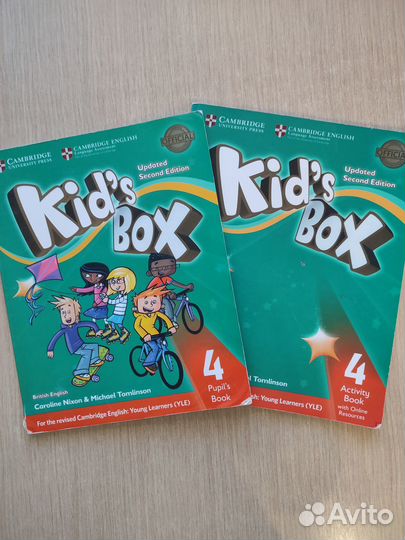 CAMBRIDGE
UNIVERSITY PRESS
CAMBRIDGE ENGLISH
Language Assessment
OFFICIAL
Updated
Second Edition
Kid's
BOX
British English
Caroline Nixon & Michael Tomlinson
For the revised Cambridge English: Young Learners (YLE)
4
Pupil's
Book
CAMBRIDGE
UNIVERSITY PRESS
CAMBRIDGE ENGLISH
Language Assessment
OFFICIAL
Updated
Second Edition
Kid's
BOX
Tomlinson
English: Young Learners (YLE)
4
Activity
Book
with Online
Resources
Avito